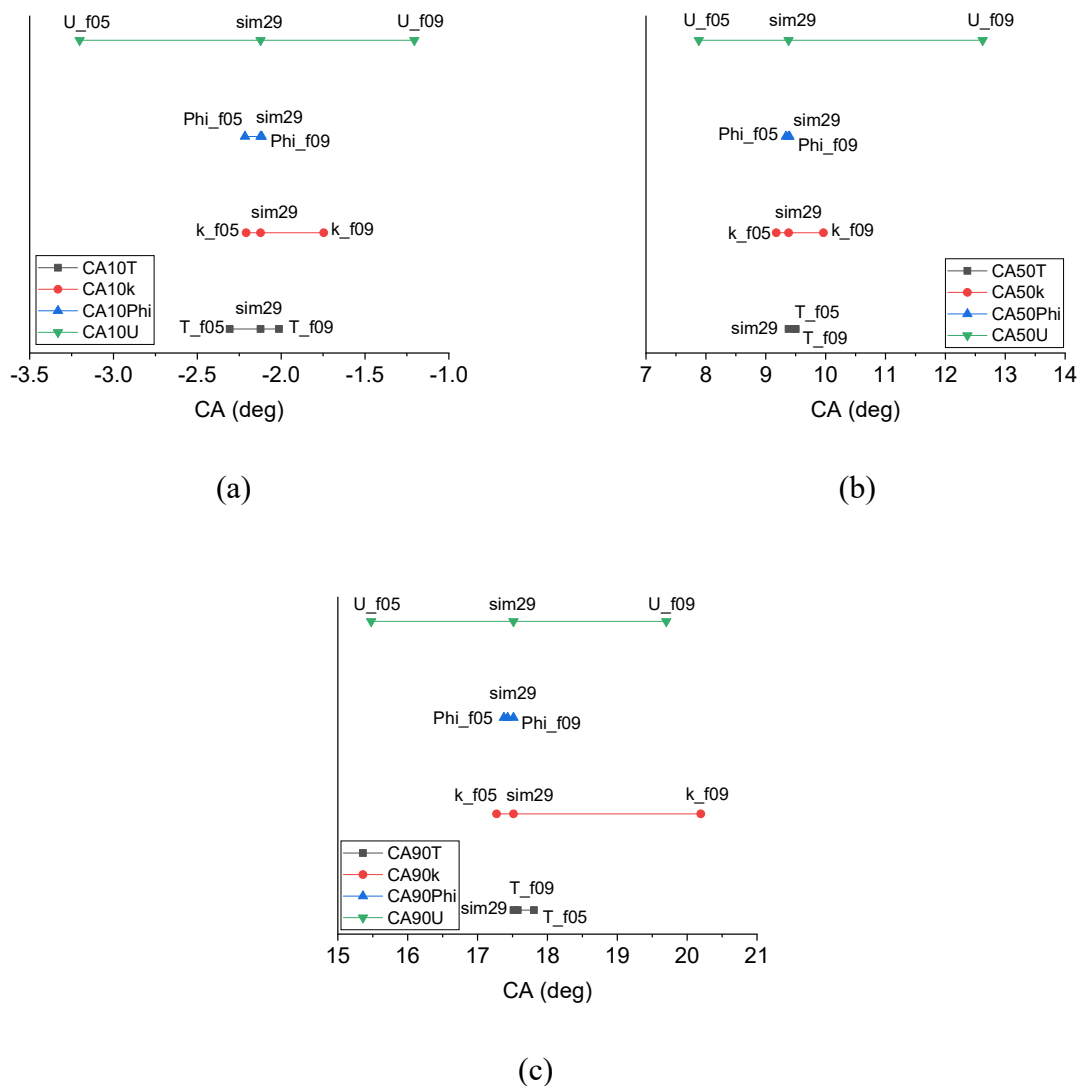 U_f05 sim29 U_f09
Phi_f05 sim29 Phi_f09
k_f05 sim29 k_f09
T_f05 sim29 T_f09
CA10T
CA10k
CA10Phi
CA10U
-3.5 -3.0 -2.5 -2.0 -1.5 -1.0
CA (deg)
(a)
U_f05 sim29 U_f09
Phi_f05 sim29 Phi_f09
k_f05 sim29 k_f09
sim29 T_f05 T_f09
CA50T
CA50k
CA50Phi
CA50U
7 8 9 10 11 12 13 14
CA (deg)
(b)
U_f05 sim29 U_f09
Phi_f05 sim29 Phi_f09
k_f05 sim29 k_f09
sim29 T_f09 T_f05
CA90T
CA90k
CA90Phi
CA90U
15 16 17 18 19 20 21
CA (deg)
(c)